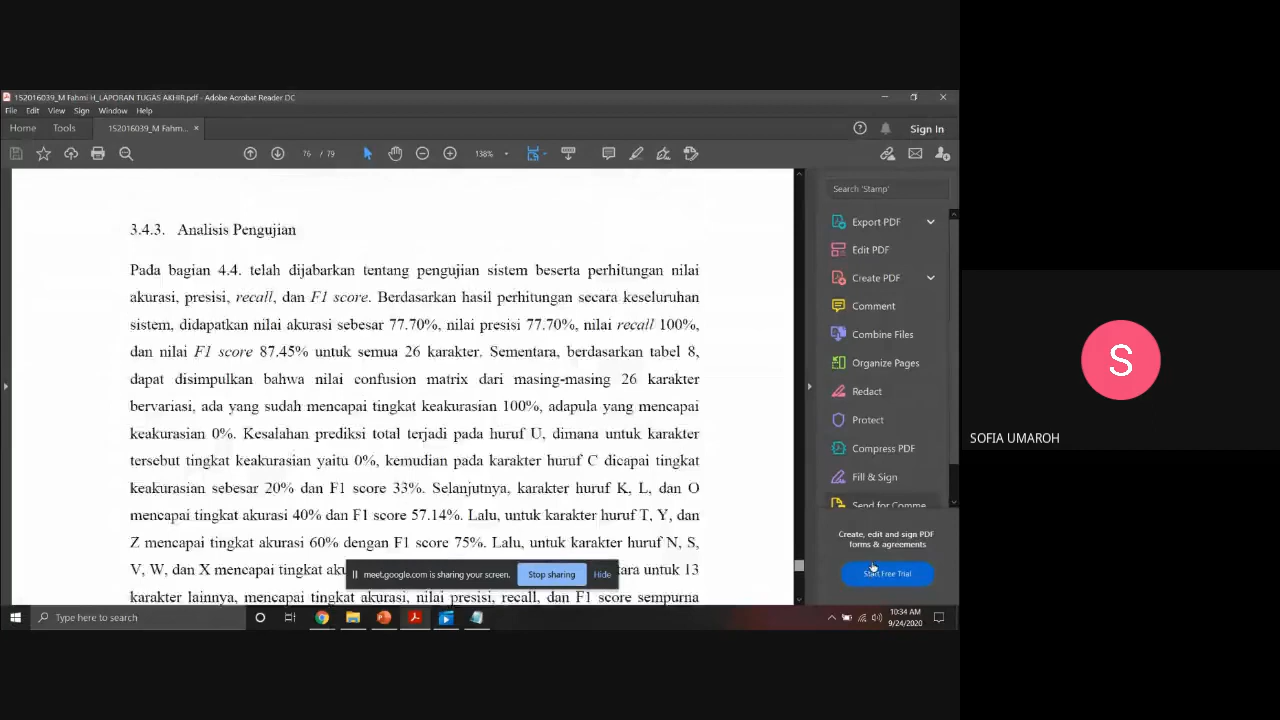 152016039_M Fahmi H_LAPORAN TUGAS AKHIR.pdf - Adobe Acrobat Reader DC
File Edit View Sign Window Help
Home Tools 152016039_M Fahm... ×
? Sign In
76 / 79 138%
3.4.3. Analisis Pengujian
Pada bagian 4.4. telah dijabarkan tentang pengujian sistem beserta perhitungan nilai
akurasi, presisi, recall, dan F1 score. Berdasarkan hasil perhitungan secara keseluruhan
sistem, didapatkan nilai akurasi sebesar 77.70%, nilai presisi 77.70%, nilai recall 100%,
dan nilai F1 score 87.45% untuk semua 26 karakter. Sementara, berdasarkan tabel 8,
dapat disimpulkan bahwa nilai confusion matrix dari masing-masing 26 karakter
bervariasi, ada yang sudah mencapai tingkat keakurasian 100%, adapula yang mencapai
keakurasian 0%. Kesalahan prediksi total terjadi pada huruf U, dimana untuk karakter
tersebut tingkat keakurasian yaitu 0%, kemudian pada karakter huruf C dicapai tingkat
keakurasian sebesar 20% dan F1 score 33%. Selanjutnya, karakter huruf K, L, dan O
mencapai tingkat akurasi 40% dan F1 score 57.14%. Lalu, untuk karakter huruf T, Y, dan
Z mencapai tingkat akurasi 60% dengan F1 score 75%. Lalu, untuk karakter huruf N, S,
V, W, dan X mencapai tingkat untuk 13
karakter lainnya, mencapai tingkat akurasi, nilai presisi, recall, dan F1 score sempurna
meet.google.com is sharing your screen. Stop sharing Hide
Search 'Stamp'
Export PDF
Edit PDF
Create PDF
Comment
Combine Files
Organize Pages
Redact
Protect
Compress PDF
Fill & Sign
Send for Comme
Create, edit and sign PDF
forms & agreements
Start Free Trial
Type here to search
10:34 AM
9/24/2020
S
SOFIA UMAROH